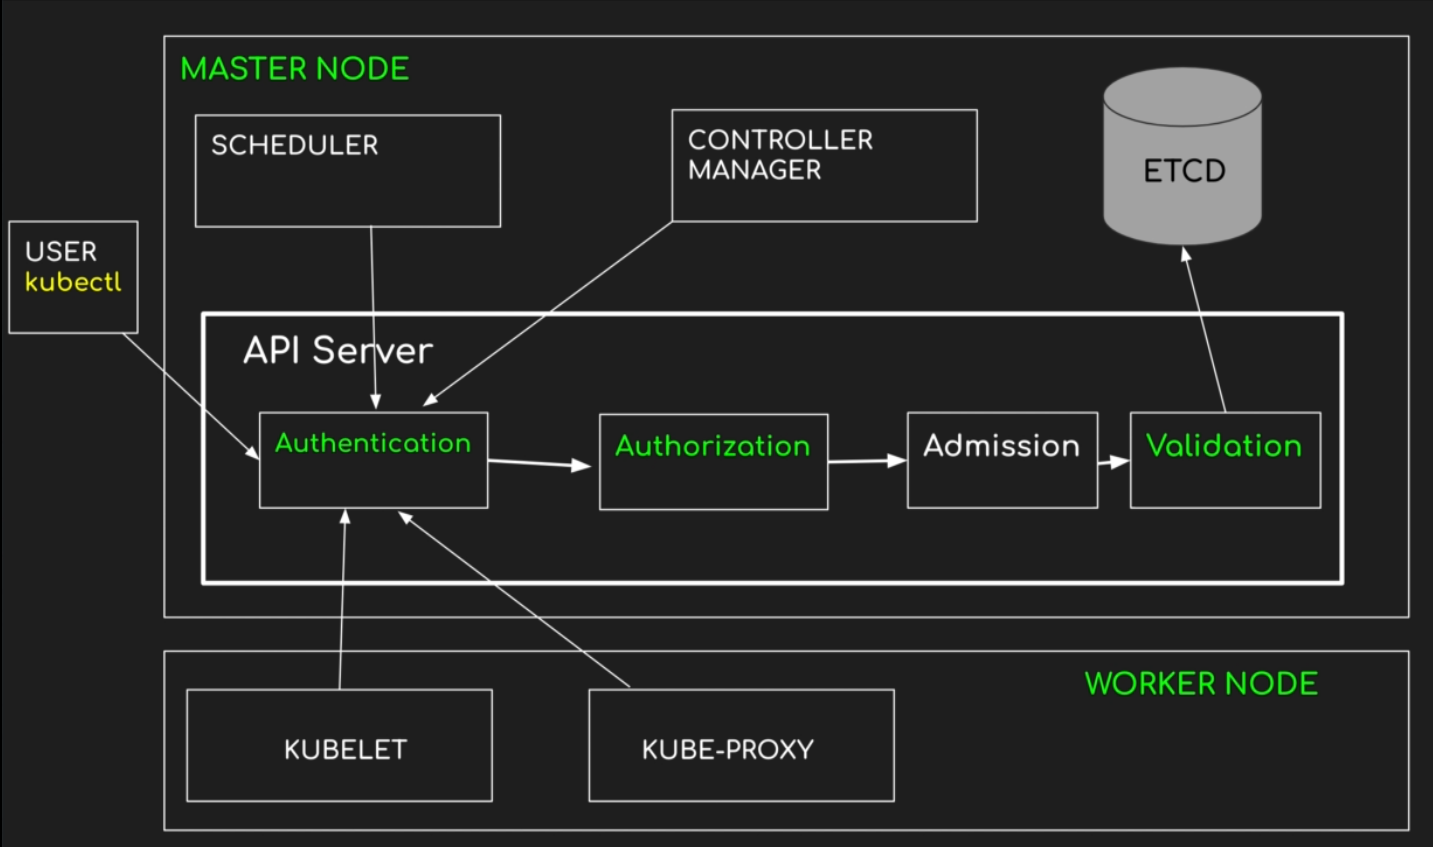 MASTER NODE
SCHEDULER
CONTROLLER
MANAGER
ETCD
USER
kubectl
API Server
Authentication
Authorization
Admission
Validation
WORKER NODE
KUBELET
KUBE-PROXY